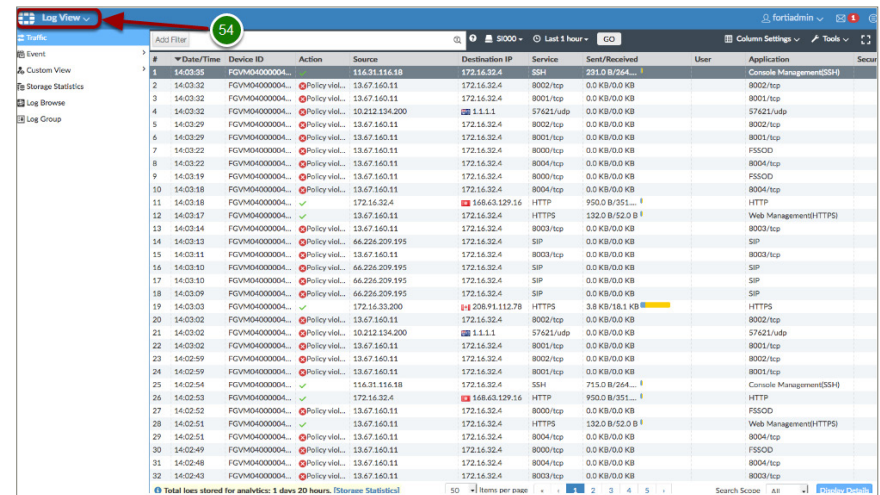 Log View
54
fortiadmin
1
Traffic
Event
Custom View
Storage Statistics
Log Browse
Log Group
Add Filter
SI000
Last 1 hour
GO
Column Settings
Tools
# Date/Time Device ID Action Source Destination IP Service Sent/Received User Application Secur
1 14:03:35 FGVM04000004... 116.31.116.18 172.16.32.4 SSH 231.0 B/264.... Console Management(SSH)
2 14:03:32 FGVM04000004... Policy viol... 13.67.160.11 172.16.32.4 8002/tcp 0.0 KB/0.0 KB 8002/tcp
3 14:03:32 FGVM04000004... Policy viol... 13.67.160.11 172.16.32.4 8001/tcp 0.0 KB/0.0 KB 8001/tcp
4 14:03:32 FGVM04000004... Policy viol... 10.212.134.200 1.1.1.1 57621/udp 0.0 KB/0.0 KB 57621/udp
5 14:03:29 FGVM04000004... Policy viol... 13.67.160.11 172.16.32.4 8002/tcp 0.0 KB/0.0 KB 8002/tcp
6 14:03:29 FGVM04000004... Policy viol... 13.67.160.11 172.16.32.4 8001/tcp 0.0 KB/0.0 KB 8001/tcp
7 14:03:22 FGVM04000004... Policy viol... 13.67.160.11 172.16.32.4 8000/tcp 0.0 KB/0.0 KB FSSOD
8 14:03:22 FGVM04000004... Policy viol... 13.67.160.11 172.16.32.4 8004/tcp 0.0 KB/0.0 KB 8004/tcp
9 14:03:19 FGVM04000004... Policy viol... 13.67.160.11 172.16.32.4 8000/tcp 0.0 KB/0.0 KB FSSOD
10 14:03:18 FGVM04000004... Policy viol... 13.67.160.11 172.16.32.4 8004/tcp 0.0 KB/0.0 KB 8004/tcp
11 14:03:18 FGVM04000004... 172.16.32.4 168.63.129.16 HTTP 950.0 B/351.... HTTP
12 14:03:17 FGVM04000004... 13.67.160.11 172.16.32.4 HTTPS 132.0 B/52.0 B Web Management(HTTPS)
13 14:03:14 FGVM04000004... Policy viol... 13.67.160.11 172.16.32.4 8003/tcp 0.0 KB/0.0 KB 8003/tcp
14 14:03:13 FGVM04000004... Policy viol... 66.226.209.195 172.16.32.4 SIP 0.0 KB/0.0 KB SIP
15 14:03:11 FGVM04000004... Policy viol... 13.67.160.11 172.16.32.4 8003/tcp 0.0 KB/0.0 KB 8003/tcp
16 14:03:10 FGVM04000004... Policy viol... 66.226.209.195 172.16.32.4 SIP 0.0 KB/0.0 KB SIP
17 14:03:10 FGVM04000004... Policy viol... 66.226.209.195 172.16.32.4 SIP 0.0 KB/0.0 KB SIP
18 14:03:09 FGVM04000004... Policy viol... 66.226.209.195 172.16.32.4 SIP 0.0 KB/0.0 KB SIP
19 14:03:03 FGVM04000004... 172.16.33.200 208.91.112.78 HTTPS 3.8 KB/18.1 KB HTTPS
20 14:03:02 FGVM04000004... Policy viol... 13.67.160.11 172.16.32.4 8002/tcp 0.0 KB/0.0 KB 8002/tcp
21 14:03:02 FGVM04000004... Policy viol... 10.212.134.200 1.1.1.1 57621/udp 0.0 KB/0.0 KB 57621/udp
22 14:03:02 FGVM04000004... Policy viol... 13.67.160.11 172.16.32.4 8001/tcp 0.0 KB/0.0 KB 8001/tcp
23 14:02:59 FGVM04000004... Policy viol... 13.67.160.11 172.16.32.4 8002/tcp 0.0 KB/0.0 KB 8002/tcp
24 14:02:59 FGVM04000004... Policy viol... 13.67.160.11 172.16.32.4 8001/tcp 0.0 KB/0.0 KB 8001/tcp
25 14:02:54 FGVM04000004... 116.31.116.18 172.16.32.4 SSH 715.0 B/264.... Console Management(SSH)
26 14:02:53 FGVM04000004... 172.16.32.4 168.63.129.16 HTTP 950.0 B/351.... HTTP
27 14:02:52 FGVM04000004... Policy viol... 13.67.160.11 172.16.32.4 8000/tcp 0.0 KB/0.0 KB FSSOD
28 14:02:51 FGVM04000004... 13.67.160.11 172.16.32.4 HTTPS 132.0 B/52.0 B Web Management(HTTPS)
29 14:02:51 FGVM04000004... Policy viol... 13.67.160.11 172.16.32.4 8004/tcp 0.0 KB/0.0 KB 8004/tcp
30 14:02:49 FGVM04000004... Policy viol... 13.67.160.11 172.16.32.4 8000/tcp 0.0 KB/0.0 KB FSSOD
31 14:02:48 FGVM04000004... Policy viol... 13.67.160.11 172.16.32.4 8004/tcp 0.0 KB/0.0 KB 8004/tcp
32 14:02:43 FGVM04000004... Policy viol... 13.67.160.11 172.16.32.4 8003/tcp 0.0 KB/0.0 KB 8003/tcp
Total logs stored for analytics: 1 days 20 hours. [Storage Statistics] 50 items per page 1 2 3 4 5 Search Scope All Display Details